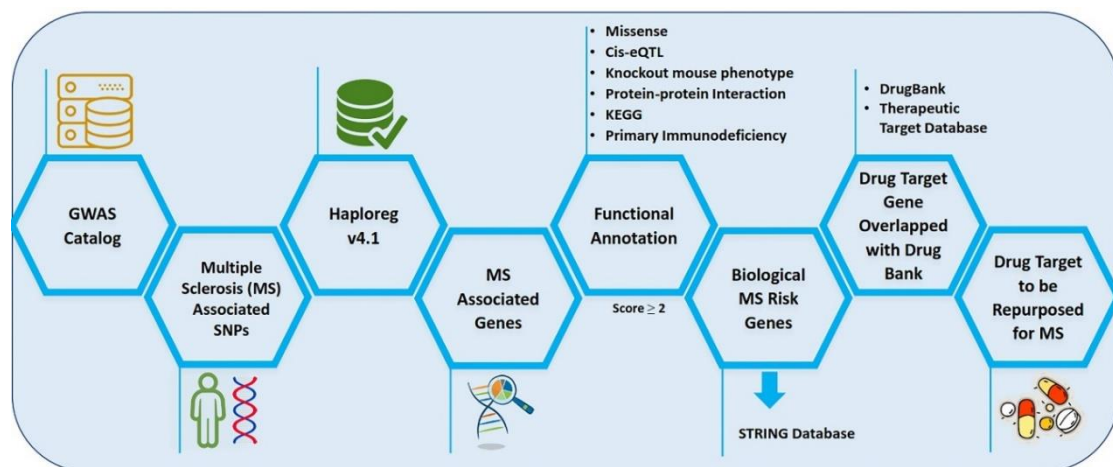 • Missense
• Cis-eQTL
• Knockout mouse phenotype
• Protein-protein Interaction
• KEGG
• Primary Immunodeficiency
• DrugBank
• Therapeutic
Target Database
GWAS
Catalog
Multiple
Sclerosis (MS)
Associated
SNPs
Haploreg
v4.1
MS
Associated
Genes
Functional
Annotation
Score ≥ 2
Biological
MS Risk
Genes
STRING Database
Drug Target
Gene
Overlapped
with Drug
Bank
Drug Target
to be
Repurposed
for MS